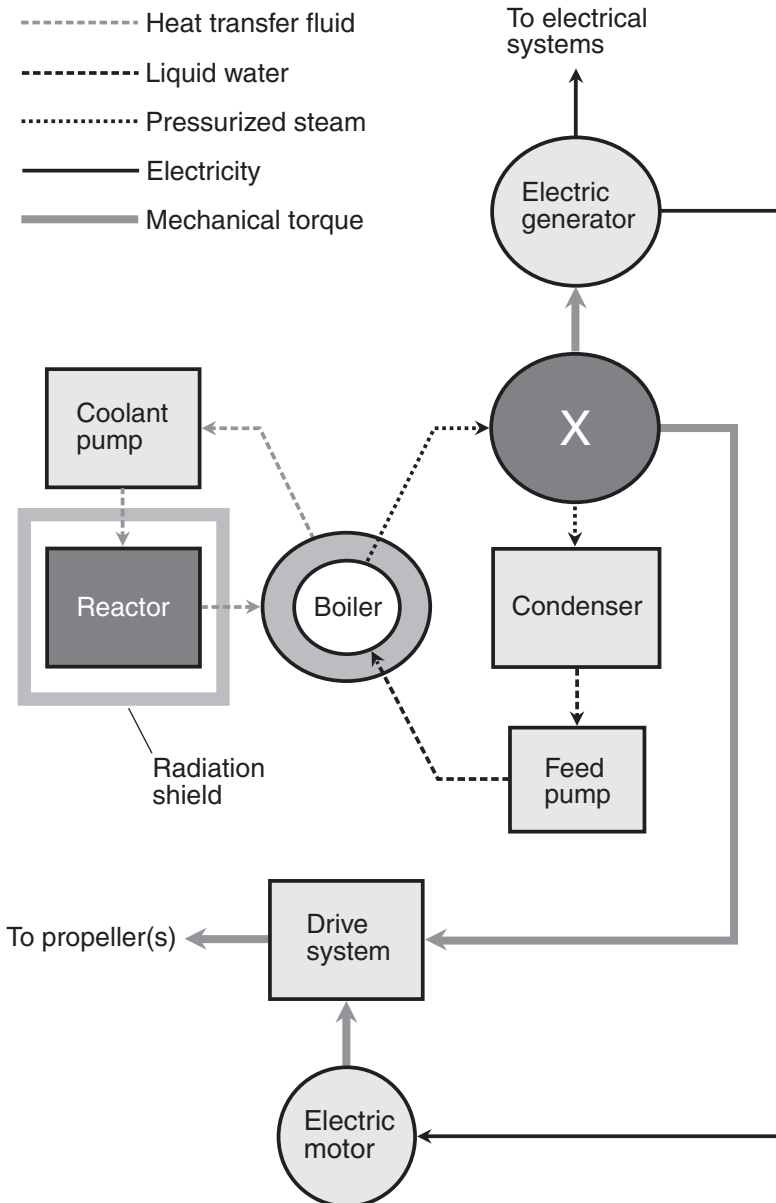 Heat transfer fluid
Liquid water
Pressurized steam
Electricity
Mechanical torque
To electrical
systems
Electric
generator
X
Coolant
pump
Reactor
Boiler
Condenser
Radiation
shield
Feed
pump
To propeller(s)
Drive
system
Electric
motor